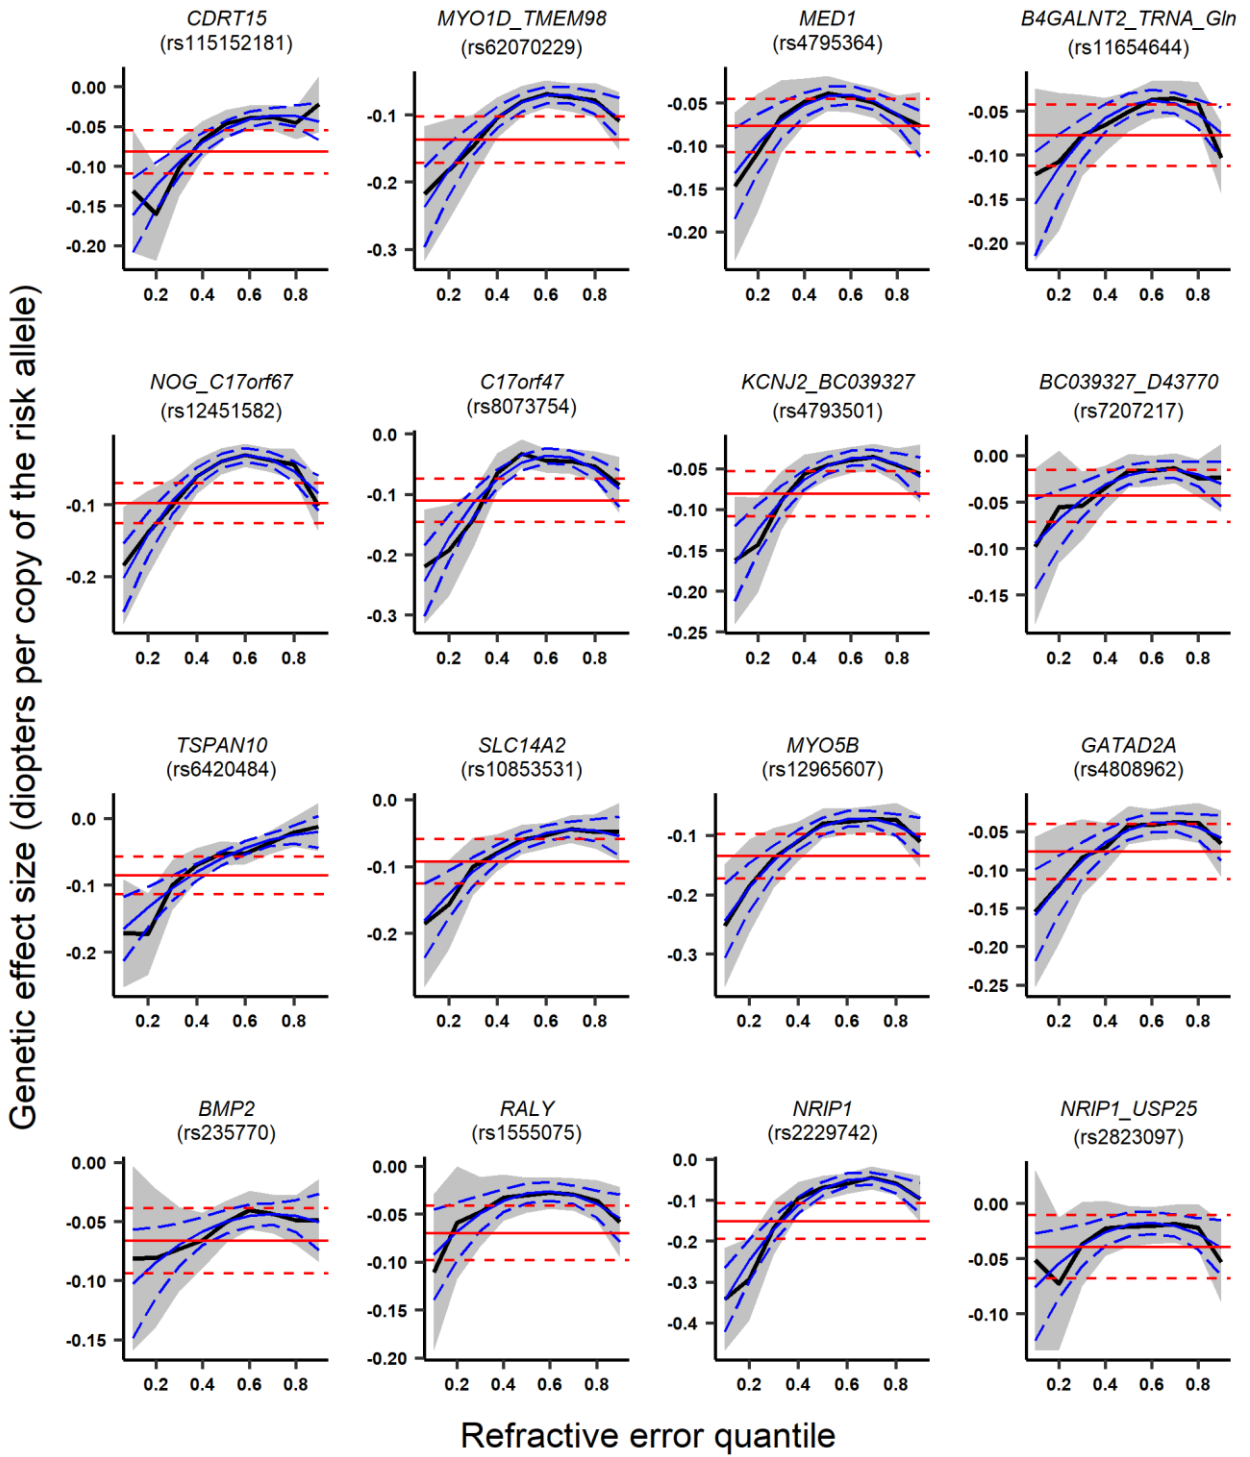 CDRT15
(rs115152181)
MYO1D_TMEM98
(rs62070229)
MED1
(rs4795364)
B4GALNT2_TRNA_Gln
(rs11654644)
0.00
-0.05
-0.10
-0.15
-0.20
0.2 0.4 0.6 0.8
-0.1
-0.2
-0.3
0.2 0.4 0.6 0.8
-0.05
-0.10
-0.15
-0.20
0.2 0.4 0.6 0.8
-0.05
-0.10
-0.15
-0.20
0.2 0.4 0.6 0.8
NOG_C17orf67
(rs12451582)
C17orf47
(rs8073754)
KCNJ2_BC039327
(rs4793501)
BC039327_D43770
(rs7207217)
-0.1
-0.2
0.2 0.4 0.6 0.8
0.0
-0.1
-0.2
-0.3
0.2 0.4 0.6 0.8
-0.05
-0.10
-0.15
-0.20
-0.25
0.2 0.4 0.6 0.8
0.00
-0.05
-0.10
-0.15
0.2 0.4 0.6 0.8
TSPAN10
(rs6420484)
SLC14A2
(rs10853531)
MYO5B
(rs12965607)
GATAD2A
(rs4808962)
0.0
-0.1
-0.2
0.2 0.4 0.6 0.8
0.0
-0.1
-0.2
0.2 0.4 0.6 0.8
-0.1
-0.2
-0.3
0.2 0.4 0.6 0.8
-0.05
-0.10
-0.15
-0.20
-0.25
0.2 0.4 0.6 0.8
BMP2
(rs235770)
RALY
(rs1555075)
NRIP1
(rs2229742)
NRIP1_USP25
(rs2823097)
0.00
-0.05
-0.10
-0.15
0.2 0.4 0.6 0.8
0.00
-0.05
-0.10
-0.15
-0.20
0.2 0.4 0.6 0.8
0.0
-0.1
-0.2
-0.3
-0.4
0.2 0.4 0.6 0.8
0.00
-0.05
-0.10
0.2 0.4 0.6 0.8
Genetic effect size (diopters per copy of the risk allele)
Refractive error quantile